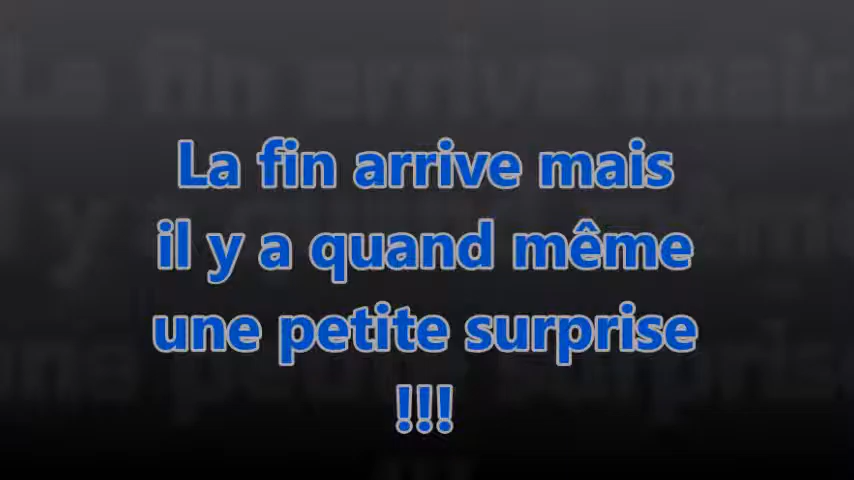 La fin arrive mais
il y a quand même
une petite surprise
!!!